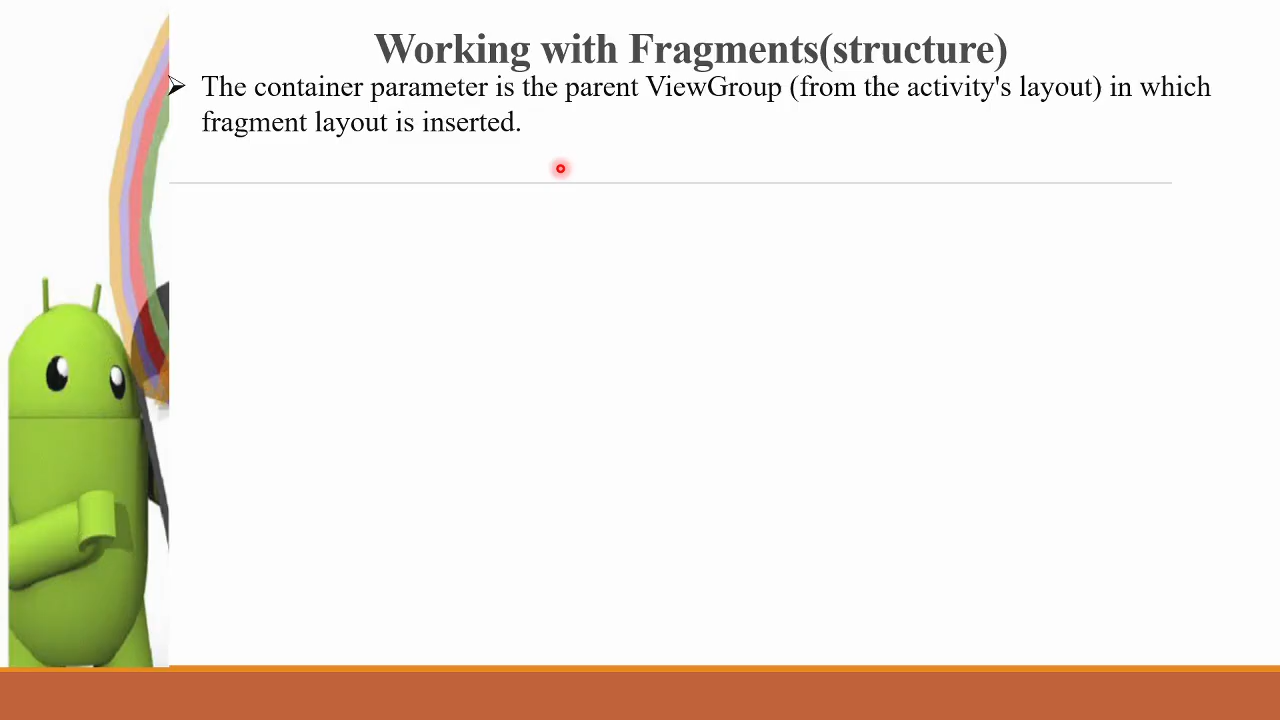 Working with Fragments(structure)
➢ The container parameter is the parent ViewGroup (from the activity's layout) in which
fragment layout is inserted.